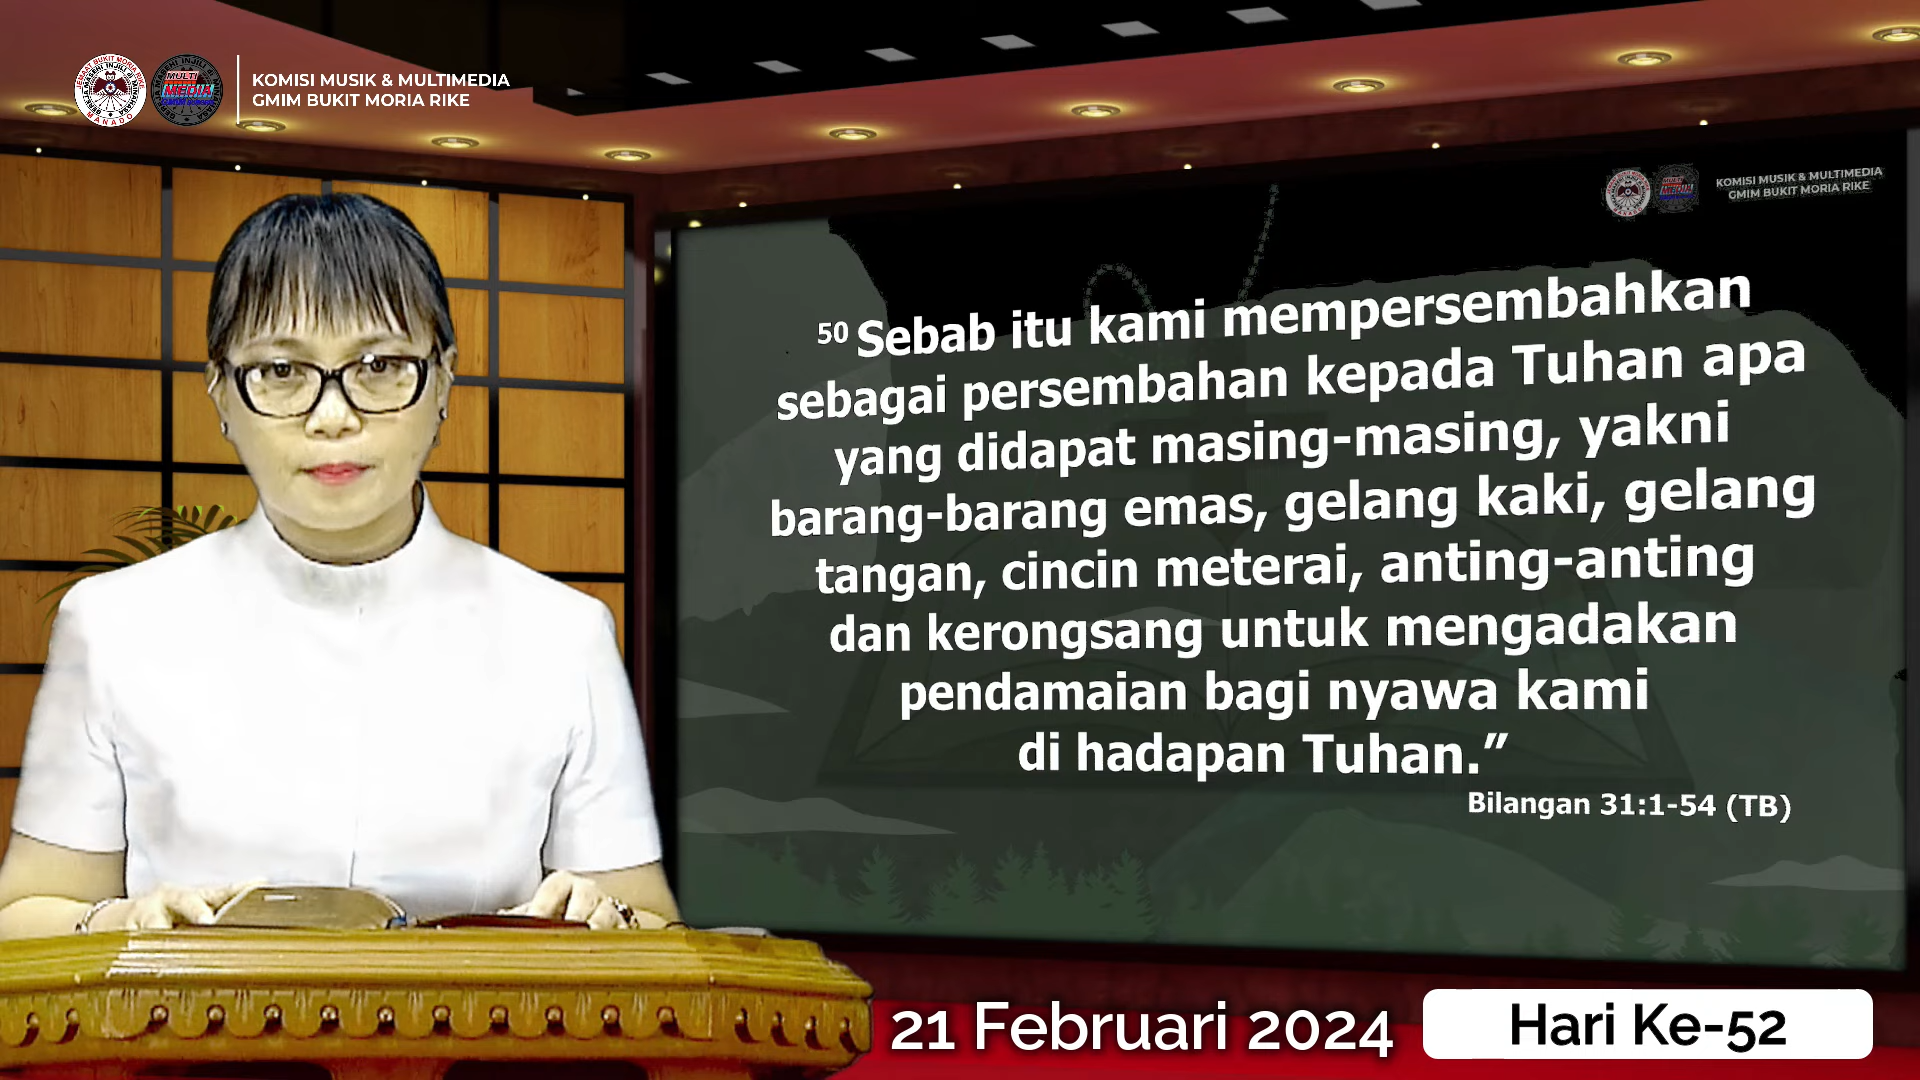 KOMISI MUSIK & MULTIMEDIA
GMIM BUKIT MORIA RIKE
MULTI
MEDIA
MANADO
KOMISI MUSIK & MULTIMEDIA
GMIM BUKIT MORIA RIKE
50 Sebab itu kami mempersembahkan
sebagai persembahan kepada Tuhan apa
yang didapat masing-masing, yakni
barang-barang emas, gelang kaki, gelang
tangan, cincin meterai, anting-anting
dan kerongsang untuk mengadakan
pendamaian bagi nyawa kami
di hadapan Tuhan.”
Bilangan 31:1-54 (TB)
21 Februari 2024
Hari Ke-52